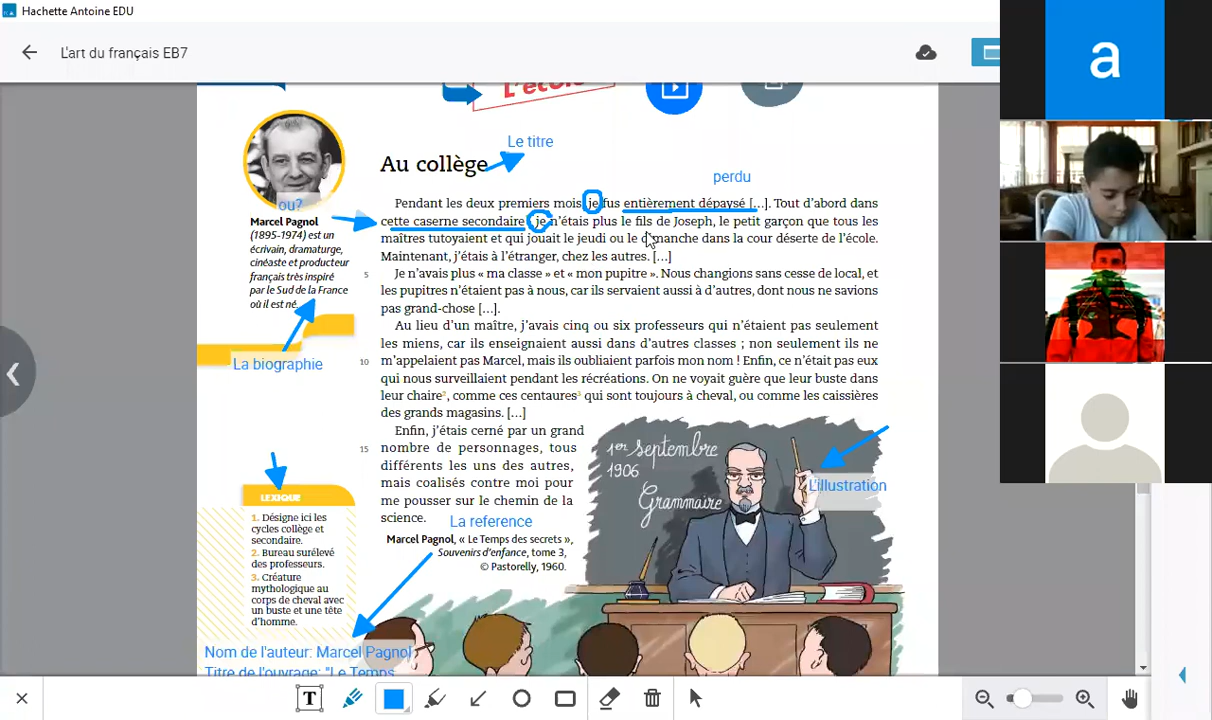 Hachette Antoine EDU
L'art du français EB7
a
L'école
Le titre
Au collège
perdu
Pendant les deux premiers mois, je fus entièrement dépaysé […]. Tout d'abord dans
cette caserne secondaire¹, je n'étais plus le fils de Joseph, le petit garçon que tous les
maîtres tutoyaient et qui jouait le jeudi ou le dimanche dans la cour déserte de l'école.
Maintenant, j'étais à l'étranger, chez les autres. […]
5 Je n'avais plus « ma classe » et « mon pupitre ». Nous changions sans cesse de local, et
les pupitres n'étaient pas à nous, car ils servaient aussi à d'autres, dont nous ne savions
pas grand-chose […].
Au lieu d'un maître, j'avais cinq ou six professeurs qui n'étaient pas seulement
les miens, car ils enseignaient aussi dans d'autres classes ; non seulement ils ne
10 m'appelaient pas Marcel, mais ils oubliaient parfois mon nom ! Enfin, ce n'était pas eux
qui nous surveillaient pendant les récréations. On ne voyait guère que leur buste dans
leur chaire², comme ces centaures³ qui sont toujours à cheval, ou comme les caissières
des grands magasins. […]
Enfin, j'étais cerné par un grand
15 nombre de personnages, tous
différents les uns des autres,
mais coalisés contre moi pour
me pousser sur le chemin de la
science.
La reference
Marcel Pagnol, « Le Temps des secrets »,
Souvenirs d'enfance, tome 3,
© Pastorelly, 1960.
ou?
Marcel Pagnol
(1895-1974) est un
écrivain, dramaturge,
cinéaste et producteur
français très inspiré
par le Sud de la France
où il est né.
La biographie
LEXIQUE
1. Désigne ici les
cycles collège et
secondaire.
2. Bureau surélevé
des professeurs.
3. Créature
mythologique au
corps de cheval avec
un buste et une tête
d'homme.
1er septembre
1906
Grammaire
L'illustration
Nom de l'auteur: Marcel Pagnol
Titre de l'ouvrage: "Le Temps
T